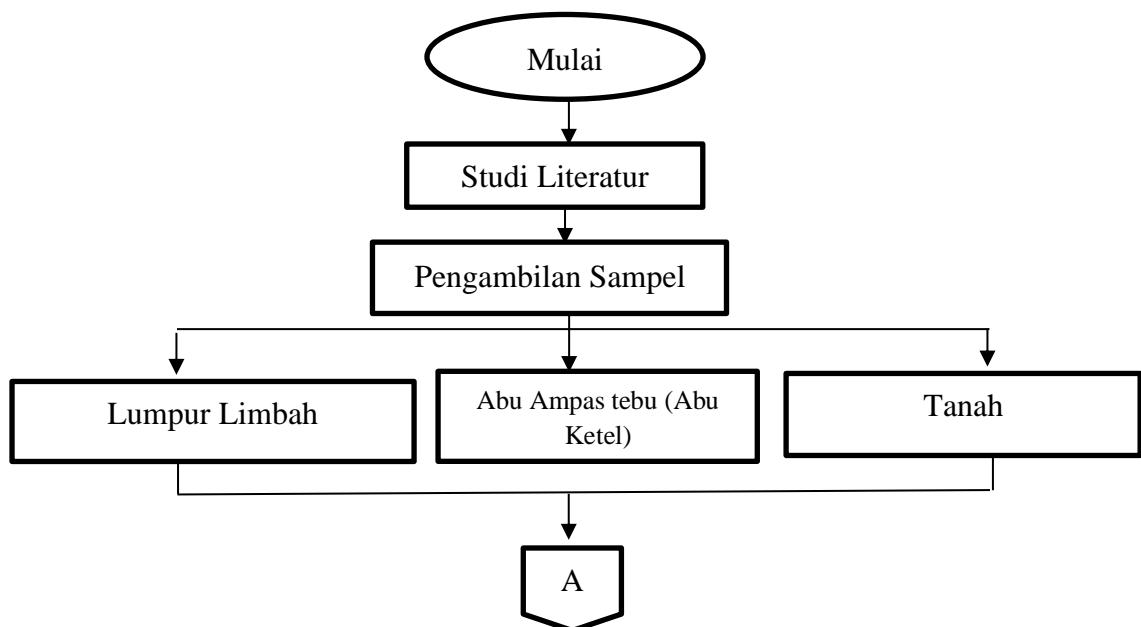 Mulai
Studi Literatur
Pengambilan Sampel
Lumpur Limbah
Abu Ampas tebu (Abu
Ketel)
Tanah
A